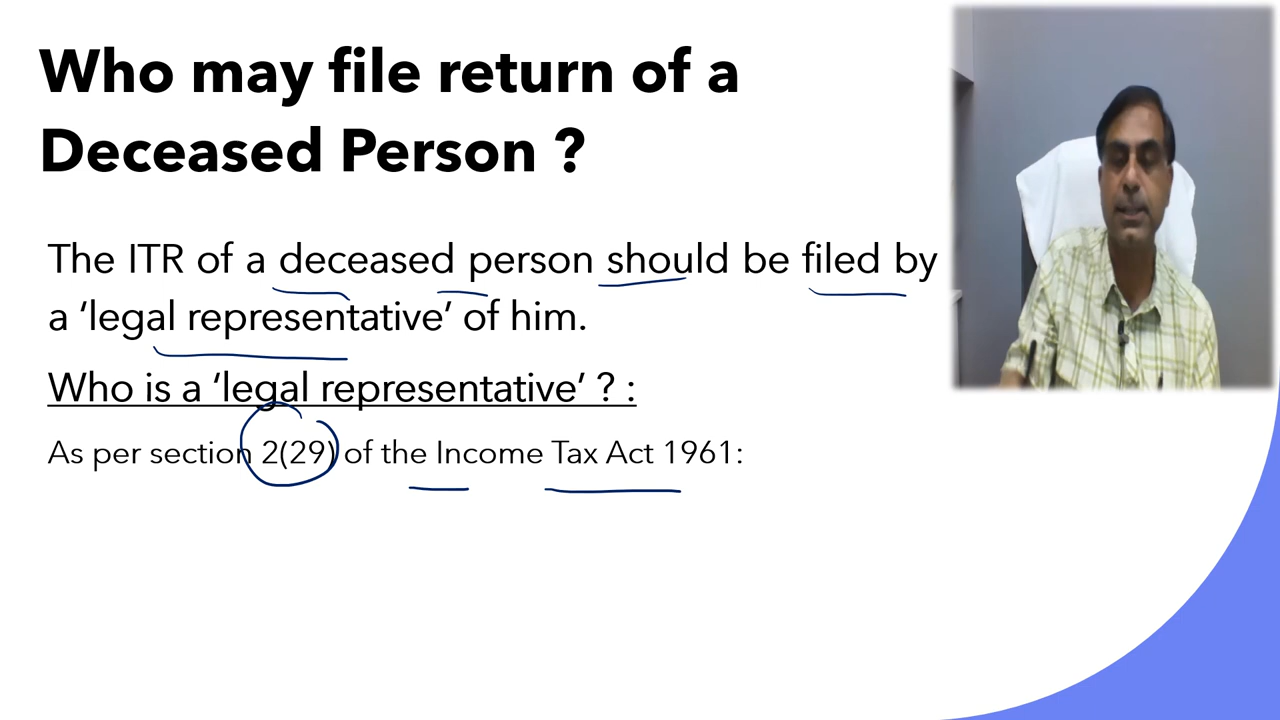 Who may file return of a
Deceased Person ?
The ITR of a deceased person should be filed by
a ‘legal representative’ of him.
Who is a ‘legal representative’ ? :
As per section 2(29) of the Income Tax Act 1961: